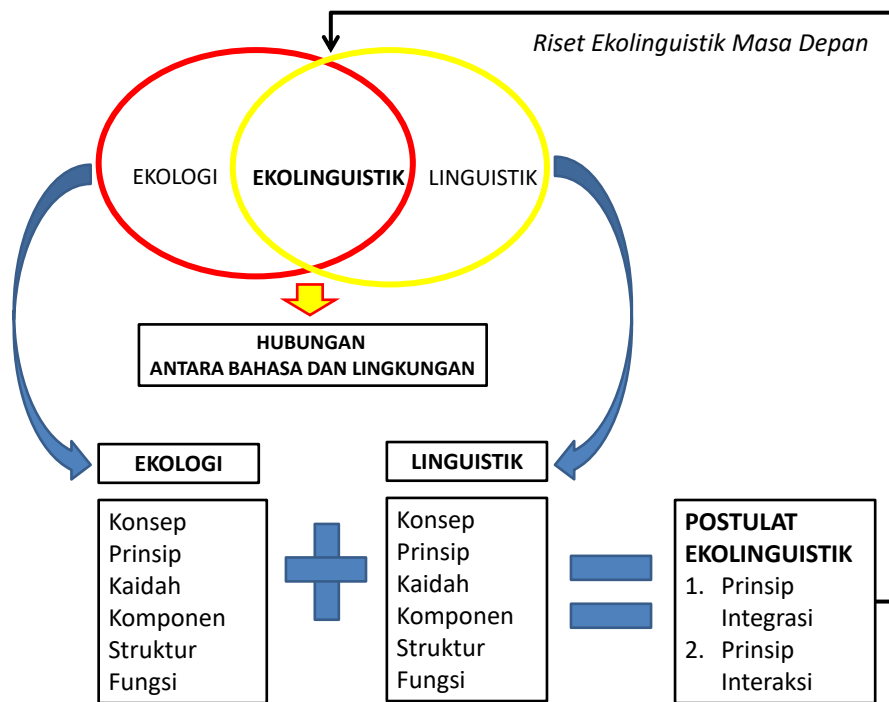 Riset Ekolinguistik Masa Depan
EKOLOGI
EKOLINGUISTIK
LINGUISTIK
HUBUNGAN
ANTARA BAHASA DAN LINGKUNGAN
EKOLOGI
Konsep
Prinsip
Kaidah
Komponen
Struktur
Fungsi
LINGUISTIK
Konsep
Prinsip
Kaidah
Komponen
Struktur
Fungsi
POSTULAT
EKOLINGUISTIK
1. Prinsip
Integrasi
2. Prinsip
Interaksi